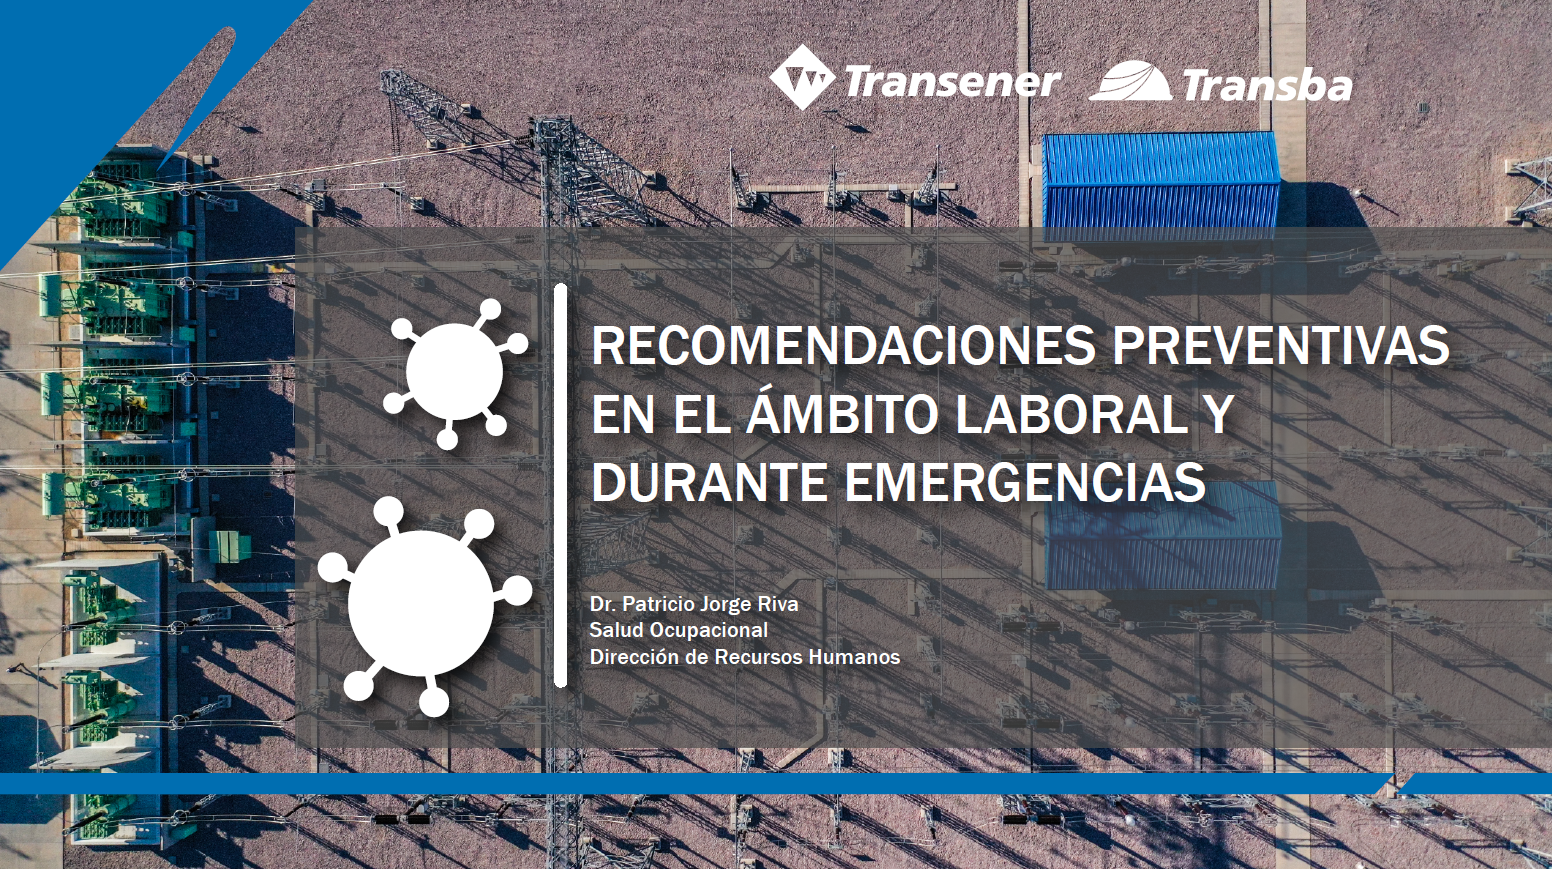 Transener Transba
RECOMENDACIONES PREVENTIVAS
EN EL ÁMBITO LABORAL Y
DURANTE EMERGENCIAS
Dr. Patricio Jorge Riva
Salud Ocupacional
Dirección de Recursos Humanos